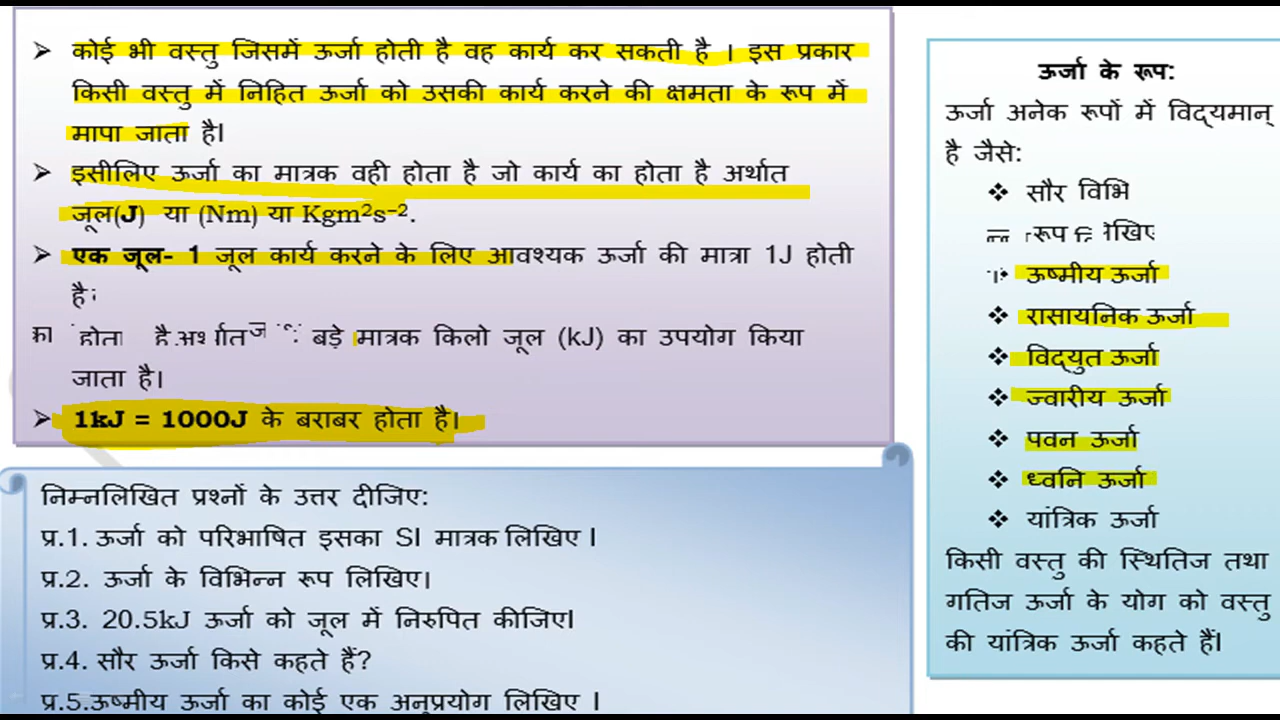 ➢ कोई भी वस्तु जिसमें ऊर्जा होती है वह कार्य कर सकती है । इस प्रकार
किसी वस्तु में निहित ऊर्जा को उसकी कार्य करने की क्षमता के रूप में
मापा जाता है।
➢ इसीलिए ऊर्जा का मात्रक वही होता है जो कार्य का होता है अर्थात
जूल(J) या (Nm) या Kgm²s⁻².
➢ एक जूल- 1 जूल कार्य करने के लिए आवश्यक ऊर्जा की मात्रा 1J होती
है
होता है अर्थात बड़े मात्रक किलो जूल (kJ) का उपयोग किया
जाता है।
➢ 1kJ = 1000J के बराबर होता है।
निम्नलिखित प्रश्नों के उत्तर दीजिए:
प्र.1. ऊर्जा को परिभाषित इसका SI मात्रक लिखिए ।
प्र.2. ऊर्जा के विभिन्न रूप लिखिए।
प्र.3. 20.5kJ ऊर्जा को जूल में निरुपित कीजिए।
प्र.4. सौर ऊर्जा किसे कहते हैं?
प्र.5.ऊष्मीय ऊर्जा का कोई एक अनुप्रयोग लिखिए ।
ऊर्जा के रूप:
ऊर्जा अनेक रूपों में विद्यमान्
है जैसे:
❖ सौर विभि
रूप
❖ ऊष्मीय ऊर्जा
❖ रासायनिक ऊर्जा
❖ विद्युत ऊर्जा
❖ ज्वारीय ऊर्जा
❖ पवन ऊर्जा
❖ ध्वनि ऊर्जा
❖ यांत्रिक ऊर्जा
किसी वस्तु की स्थितिज तथा
गतिज ऊर्जा के योग को वस्तु
की यांत्रिक ऊर्जा कहते हैं।